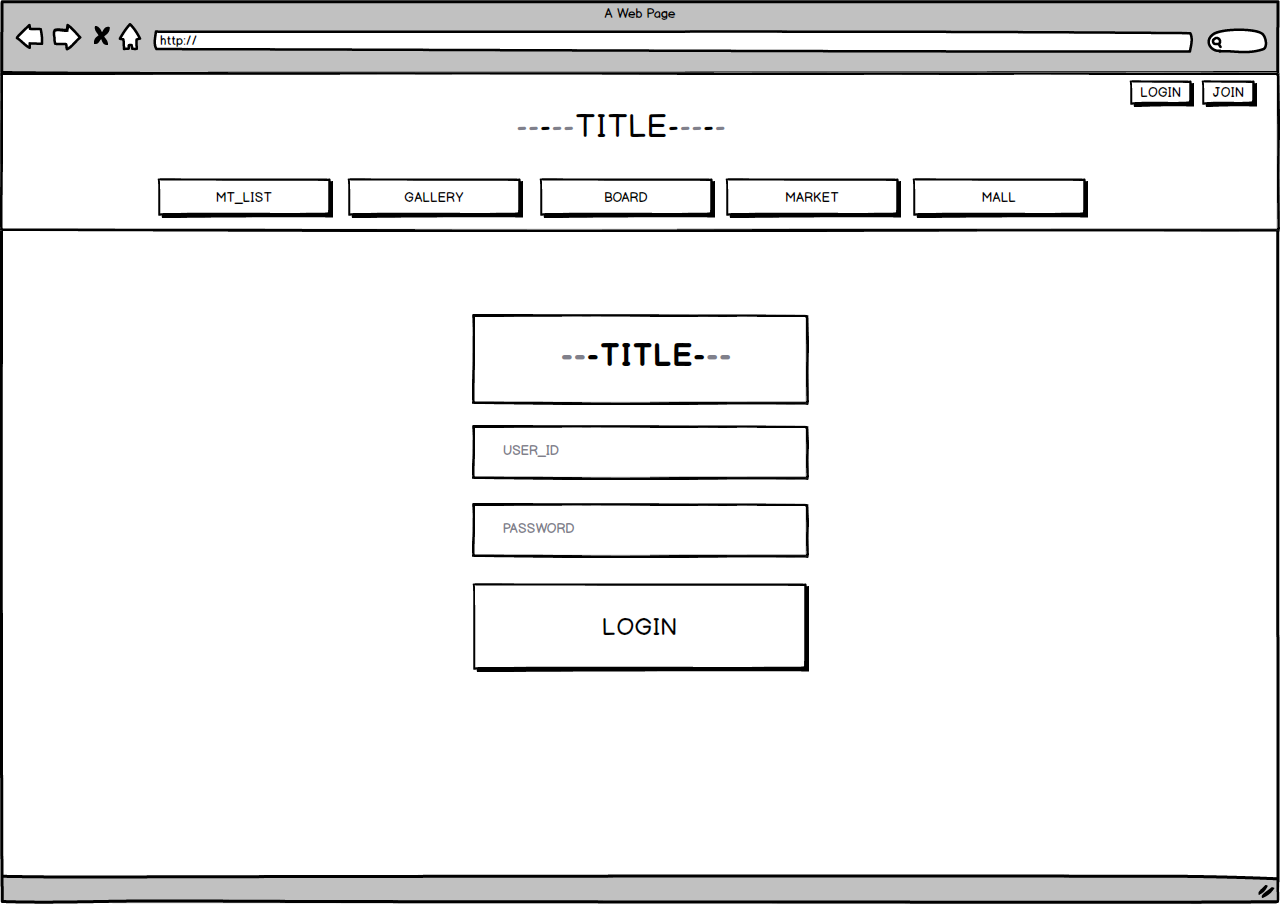 A Web Page
http://
LOGIN JOIN
-----TITLE-----
MT_LIST GALLERY BOARD MARKET MALL
---TITLE---
USER_ID
PASSWORD
LOGIN